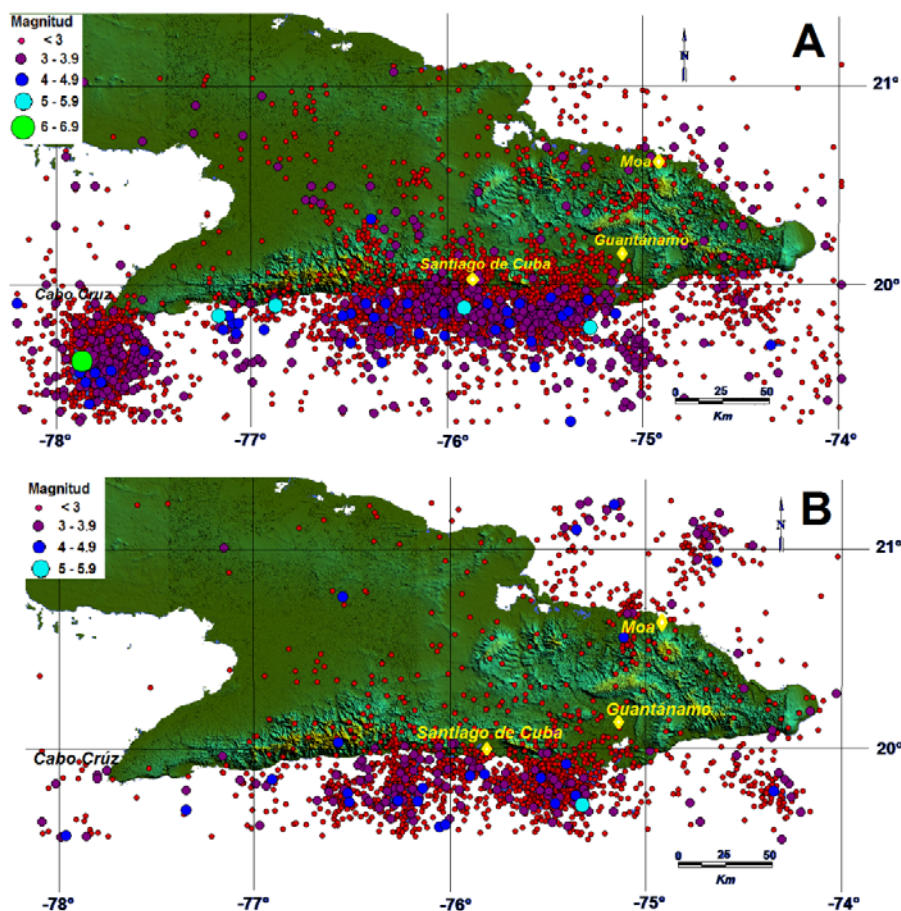 Magnitud
< 3
3 - 3.9
4 - 4.9
5 - 5.9
6 - 6.9
A
N
21°
Moa
Guantánamo
Santiago de Cuba
20°
Cabo Cruz
0 25 50
Km
-78° -77° -76° -75° -74°
Magnitud
< 3
3 - 3.9
4 - 4.9
5 - 5.9
B
N
21°
Moa
Guantánamo
Santiago de Cuba
20°
Cabo Crúz
0 25 50
Km
-78° -77° -76° -75° -74°